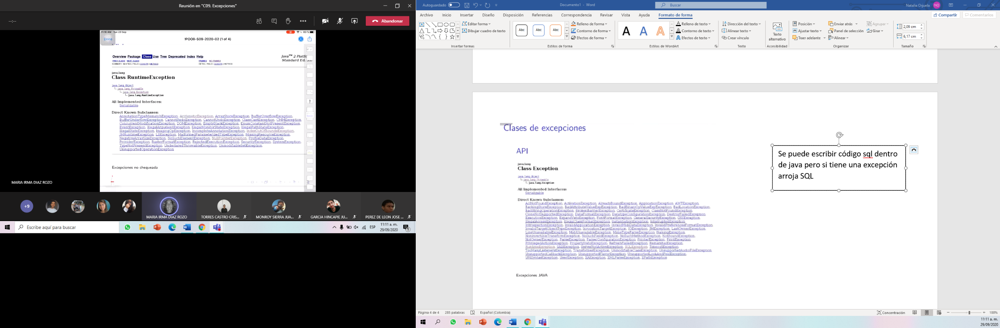 Reunión en "C09. Excepciones"
--:--
Abandonar
11:10 AM Tue 29 Sep
83 %
Done
!POOB-S09-2020-02 (1 of 4)
Overview Package Class Use Tree Deprecated Index Help
PREV CLASS NEXT CLASS
FRAMES NO FRAMES
SUMMARY: NESTED | FIELD | CONSTR | METHOD
DETAIL: FIELD | CONSTR | METHOD
Java™ 2 Platfo
Standard Ed. 5.0
java.lang
Class RuntimeException
java.lang.Object
java.lang.Throwable
java.lang.Exception
java.lang.RuntimeException
All Implemented Interfaces:
Serializable
Direct Known Subclasses:
AnnotationTypeMismatchException, ArithmeticException, ArrayStoreException, BufferOverflowException,
BufferUnderflowException, CannotRedoException, CannotUndoException, ClassCastException, CMMException,
ConcurrentModificationException, DOMException, EmptyStackException, EnumConstantNotPresentException,
EventException, IllegalArgumentException, IllegalMonitorStateException, IllegalPathStateException,
IllegalStateException, ImagingOpException, IncompleteAnnotationException, IndexOutOfBoundsException,
JMRuntimeException, LSException, MalformedParameterizedTypeException, MissingResourceException,
NegativeArraySizeException, NoSuchElementException, NullPointerException, ProfileDataException,
ProviderException, RasterFormatException, RejectedExecutionException, SecurityException, SystemException,
TypeNotPresentException, UndeclaredThrowableException, UnmodifiableSetException,
UnsupportedOperationException
Excepciones no chequeada
MARIA IRMA DIAZ ROZO
+9
MARIA IRMA DIAZ ROZO
TORRES CASTRO CRIS...
MONROY SIERRA JUA...
GARCIA HINCAPIE JU...
PEREZ DE LEON JOSE ...
Escribe aquí para buscar
ESP
11:11 a. m.
29/09/2020
1
Autoguardado
Documento1 - Word
Buscar
Natalia Orjuela
NO
Archivo Inicio Insertar Diseño Disposición Referencias Correspondencia Revisar Vista Ayuda Formato de forma
Compartir
Comentarios
Editar forma
Dibujar cuadro de texto
Insertar formas
Abc Abc Abc
Relleno de forma
Contorno de forma
Efectos de forma
Estilos de forma
A A A
Relleno de texto
Contorno de texto
Efectos de texto
Estilos de WordArt
Dirección del texto
Alinear texto
Crear vínculo
Texto
Texto
alternativo
Accesibilidad
Posición
Ajustar texto
Traer adelante
Enviar atrás
Panel de selección
Alinear
Agrupar
Girar
Organizar
2,09 cm
6,17 cm
Tamaño
Clases de excepciones
API
java.lang
Class Exception
java.lang.Object
java.lang.Throwable
java.lang.Exception
All Implemented Interfaces:
Serializable
Direct Known Subclasses:
AclNotFoundException, ActivationException, AlreadyBoundException, ApplicationException, AWTException,
BackingStoreException, BadAttributeValueExpException, BadBinaryOpValueExpException, BadLocationException,
BadStringOperationException, BrokenBarrierException, CertificateException, ClassNotFoundException,
CloneNotSupportedException, DataFormatException, DatatypeConfigurationException, DestroyFailedException,
ExecutionException, ExpandVetoException, FontFormatException, GeneralSecurityException, GSSException,
IllegalAccessException, IllegalClassFormatException, InstantiationException, InterruptedException,
IntrospectionException, InvalidApplicationException, InvalidMidiDataException, InvalidPreferencesFormatException,
InvalidTargetObjectTypeException, InvocationTargetException, IOException, JMException, LastOwnerException,
LineUnavailableException, MidiUnavailableException, MimeTypeParseException, NamingException,
NoninvertibleTransformException, NoSuchFieldException, NoSuchMethodException, NotBoundException,
NotOwnerException, ParseException, ParserConfigurationException, PrinterException, PrintException,
PrivilegedActionException, PropertyVetoException, RefreshFailedException, RemarshalException,
RuntimeException, SAXException, ServerNotActiveException, SQLException, TimeoutException,
TooManyListenersException, TransformerException, UnmodifiableClassException, UnsupportedAudioFileException,
UnsupportedCallbackException, UnsupportedFlavorException, UnsupportedLookAndFeelException,
URISyntaxException, UserException, XAException, XMLParseException, XPathException
Excepciones JAVA
Se puede escribir código sql dentro
de java pero si tiene una excepción
arroja SQL
Página 4 de 4
285 palabras
Español (Colombia)
Concentración
188%
11:11 a. m.
29/09/2020